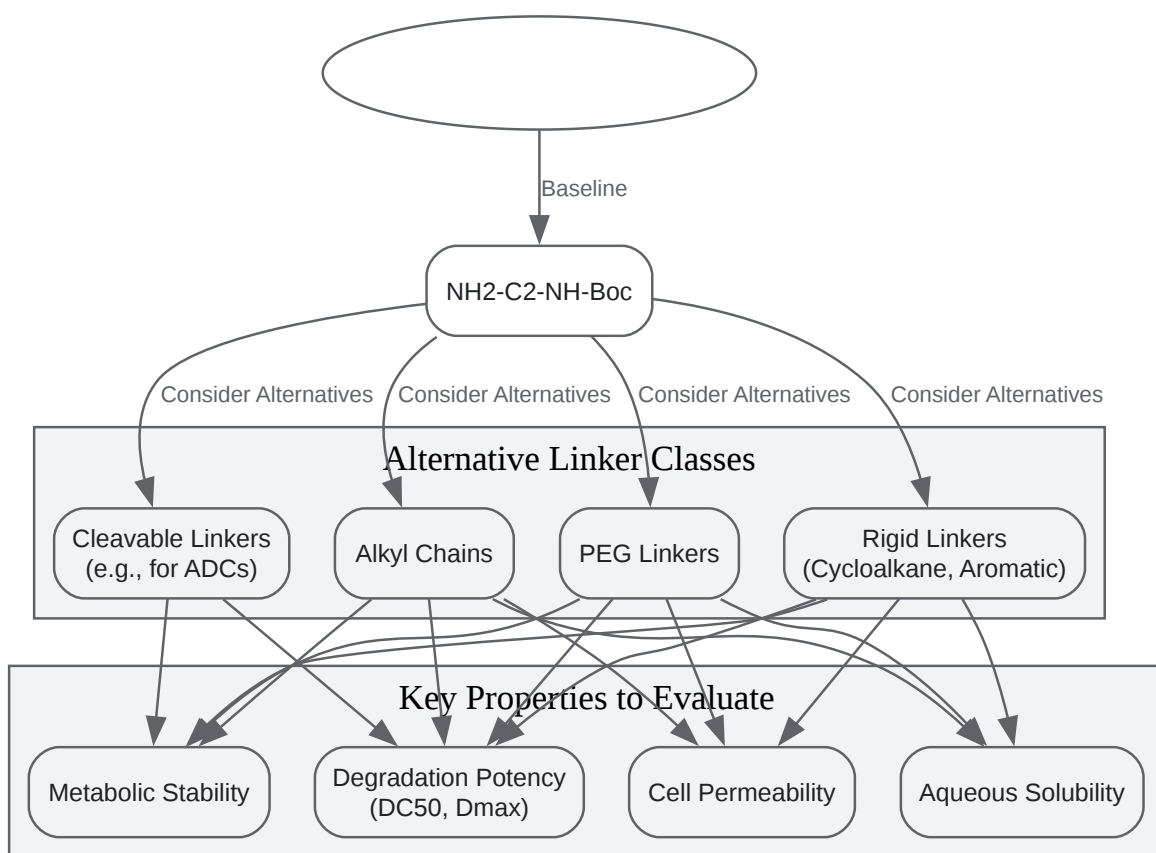 Baseline
NH2-C2-NH-Boc
Consider Alternatives
Consider Alternatives
Consider Alternatives
Consider Alternatives
Alternative Linker Classes
Cleavable Linkers
(e.g., for ADCs)
Alkyl Chains
PEG Linkers
Rigid Linkers
(Cycloalkane, Aromatic)
Key Properties to Evaluate
Metabolic Stability
Degradation Potency
(DC50, Dmax)
Cell Permeability
Aqueous Solubility